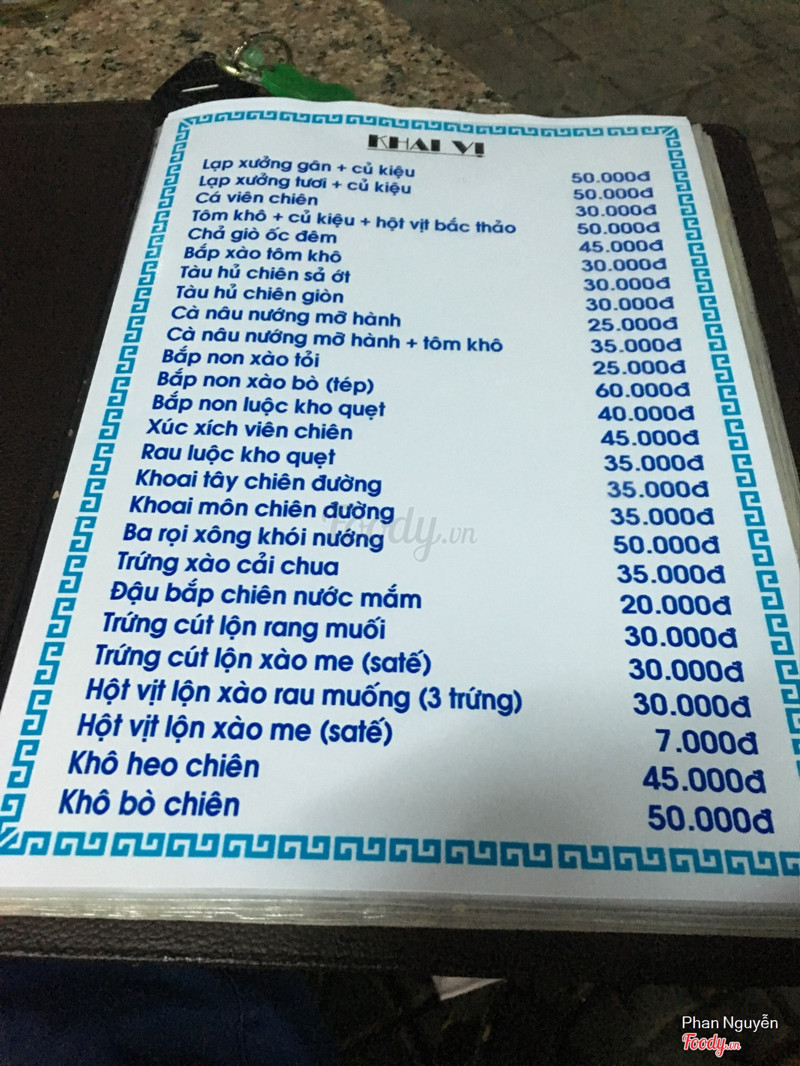 KHAI VỊ
Lạp xưởng gân + củ kiệu 50.000đ
Lạp xưởng tươi + củ kiệu 50.000đ
Cá viên chiên 30.000đ
Tôm khô + củ kiệu + hột vịt bắc thảo 50.000đ
Chả giò ốc đêm 45.000đ
Bắp xào tôm khô 30.000đ
Tàu hủ chiên sả ớt 30.000đ
Tàu hủ chiên giòn 30.000đ
Cà nâu nướng mỡ hành 25.000đ
Cà nâu nướng mỡ hành + tôm khô 35.000đ
Bắp non xào tỏi 25.000đ
Bắp non xào bò (tép) 60.000đ
Bắp non luộc kho quẹt 40.000đ
Xúc xích viên chiên 45.000đ
Rau luộc kho quẹt 35.000đ
Khoai tây chiên đường 35.000đ
Khoai môn chiên đường 35.000đ
Ba rọi xông khói nướng 50.000đ
Trứng xào cải chua 35.000đ
Đậu bắp chiên nước mắm 20.000đ
Trứng cút lộn rang muối 30.000đ
Trứng cút lộn xào me (satế) 30.000đ
Hột vịt lộn xào rau muống (3 trứng) 30.000đ
Hột vịt lộn xào me (satế) 7.000đ
Khô heo chiên 45.000đ
Khô bò chiên 50.000đ
Foody.vn
Phan Nguyễn
Foody.vn